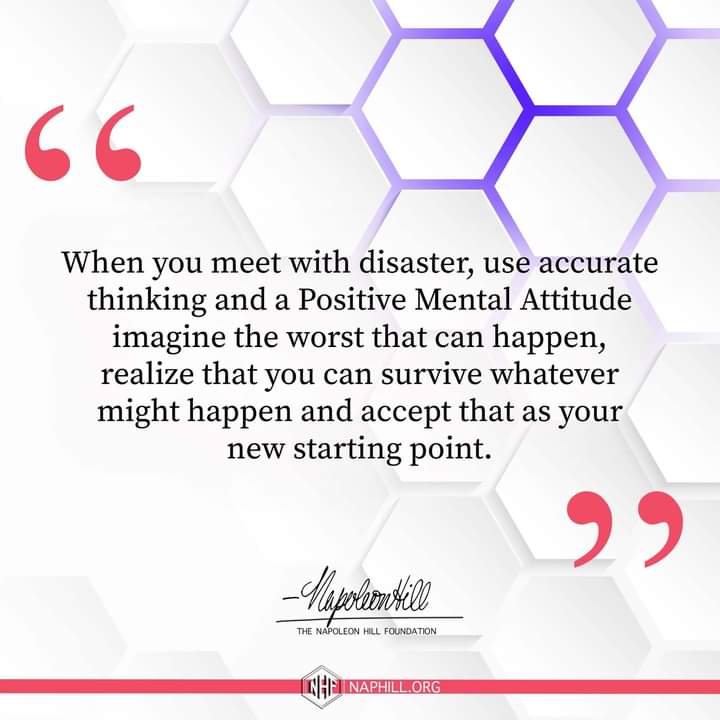 “
When you meet with disaster, use accurate
thinking and a Positive Mental Attitude
imagine the worst that can happen,
realize that you can survive whatever
might happen and accept that as your
new starting point.
”
–Napoleon Hill
THE NAPOLEON HILL FOUNDATION
NHF NAPHILL.ORG